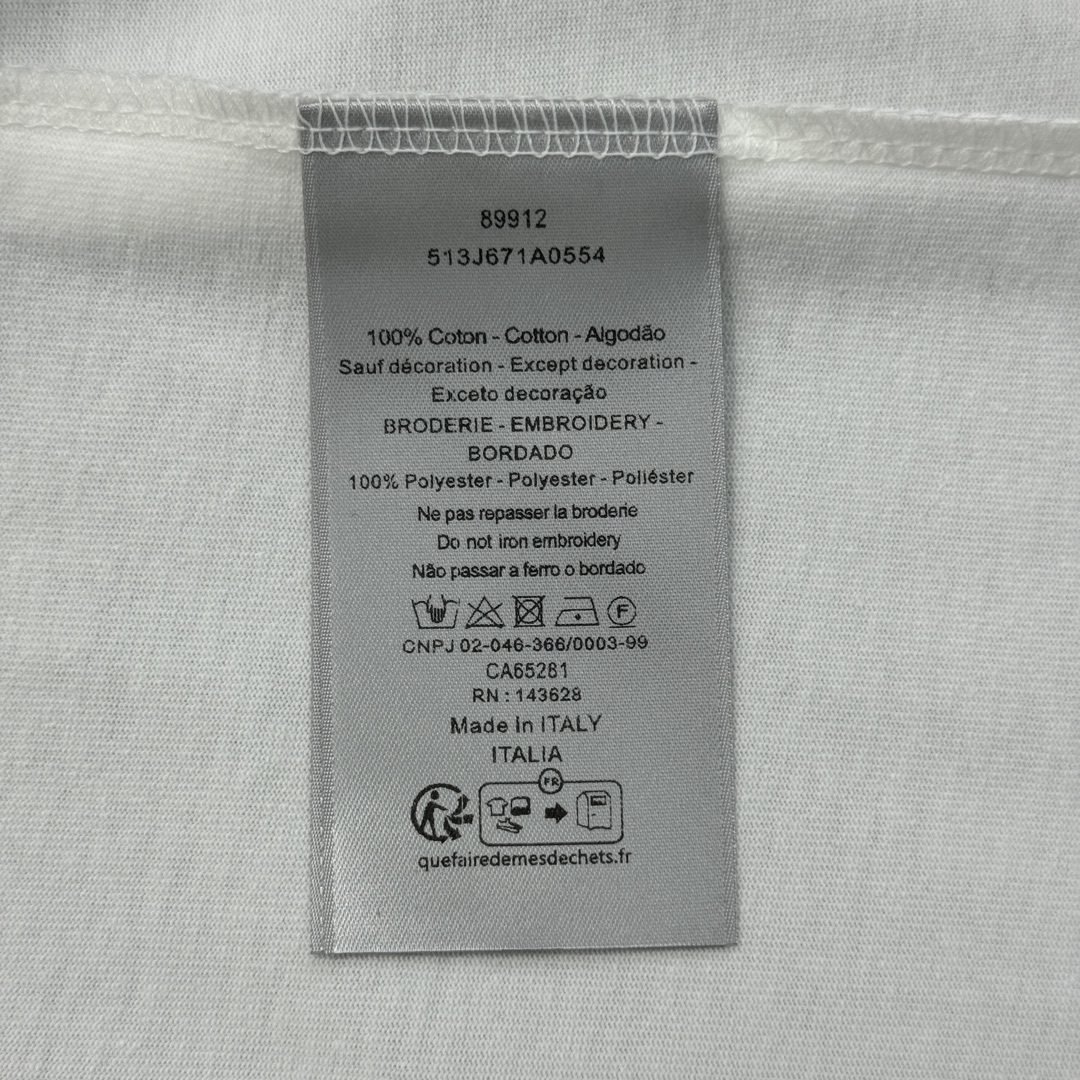 89912
513J671A0554
100% Coton - Cotton - Algodão
Sauf décoration - Except decoration -
Exceto decoração
BRODERIE - EMBROIDERY -
BORDADO
100% Polyester - Polyester - Poliéster
Ne pas repasser la broderie
Do not iron embroidery
Não passar a ferro o bordado
F
CNPJ 02-046-366/0003-99
CA65281
RN : 143628
Made In ITALY
ITALIA
FR
quefairedemesdechets.fr